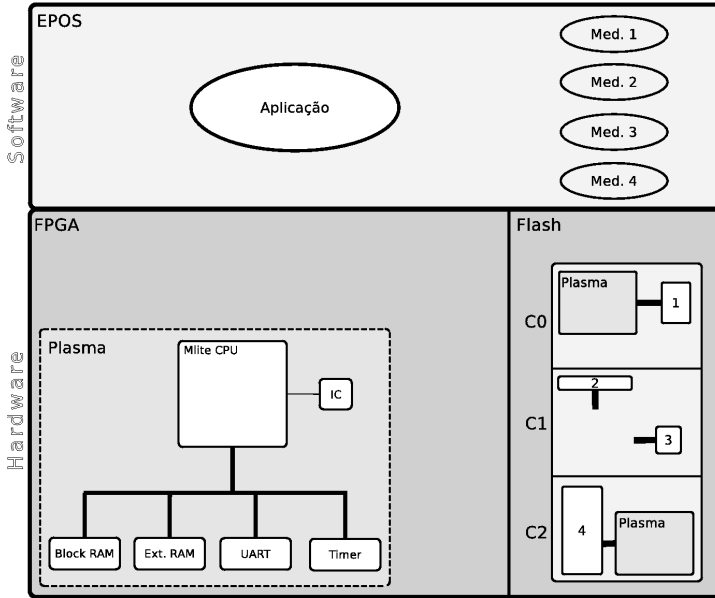 EPOS
Software
Aplicação
Med. 1
Med. 2
Med. 3
Med. 4
FPGA
Hardware
Plasma
Mlite CPU
IC
Block RAM
Ext. RAM
UART
Timer
Flash
C0
Plasma
1
C1
2
3
C2
4
Plasma